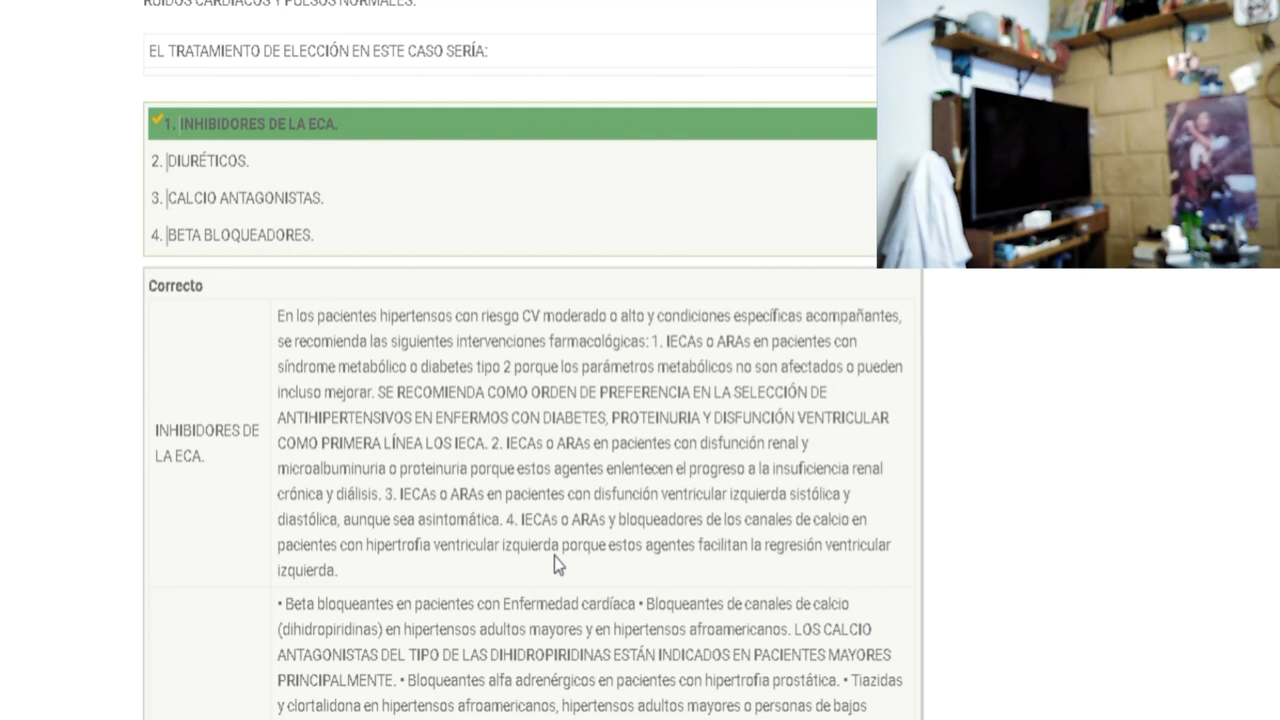 RUIDOS CARDIACOS Y PULSOS NORMALES.
EL TRATAMIENTO DE ELECCIÓN EN ESTE CASO SERÍA:
1. INHIBIDORES DE LA ECA.
2. DIURÉTICOS.
3. CALCIO ANTAGONISTAS.
4. BETA BLOQUEADORES.
Correcto
INHIBIDORES DE
LA ECA.
En los pacientes hipertensos con riesgo CV moderado o alto y condiciones específicas acompañantes,
se recomienda las siguientes intervenciones farmacológicas: 1. IECAs o ARAs en pacientes con
síndrome metabólico o diabetes tipo 2 porque los parámetros metabólicos no son afectados o pueden
incluso mejorar. SE RECOMIENDA COMO ORDEN DE PREFERENCIA EN LA SELECCIÓN DE
ANTIHIPERTENSIVOS EN ENFERMOS CON DIABETES, PROTEINURIA Y DISFUNCIÓN VENTRICULAR
COMO PRIMERA LÍNEA LOS IECA. 2. IECAs o ARAs en pacientes con disfunción renal y
microalbuminuria o proteinuria porque estos agentes enlentecen el progreso a la insuficiencia renal
crónica y diálisis. 3. IECAs o ARAs en pacientes con disfunción ventricular izquierda sistólica y
diastólica, aunque sea asintomática. 4. IECAs o ARAs y bloqueadores de los canales de calcio en
pacientes con hipertrofia ventricular izquierda porque estos agentes facilitan la regresión ventricular
izquierda.
• Beta bloqueantes en pacientes con Enfermedad cardíaca • Bloqueantes de canales de calcio
(dihidropiridinas) en hipertensos adultos mayores y en hipertensos afroamericanos. LOS CALCIO
ANTAGONISTAS DEL TIPO DE LAS DIHIDROPIRIDINAS ESTÁN INDICADOS EN PACIENTES MAYORES
PRINCIPALMENTE. • Bloqueantes alfa adrenérgicos en pacientes con hipertrofia prostática. • Tiazidas
y clortalidona en hipertensos afroamericanos, hipertensos adultos mayores o personas de bajos